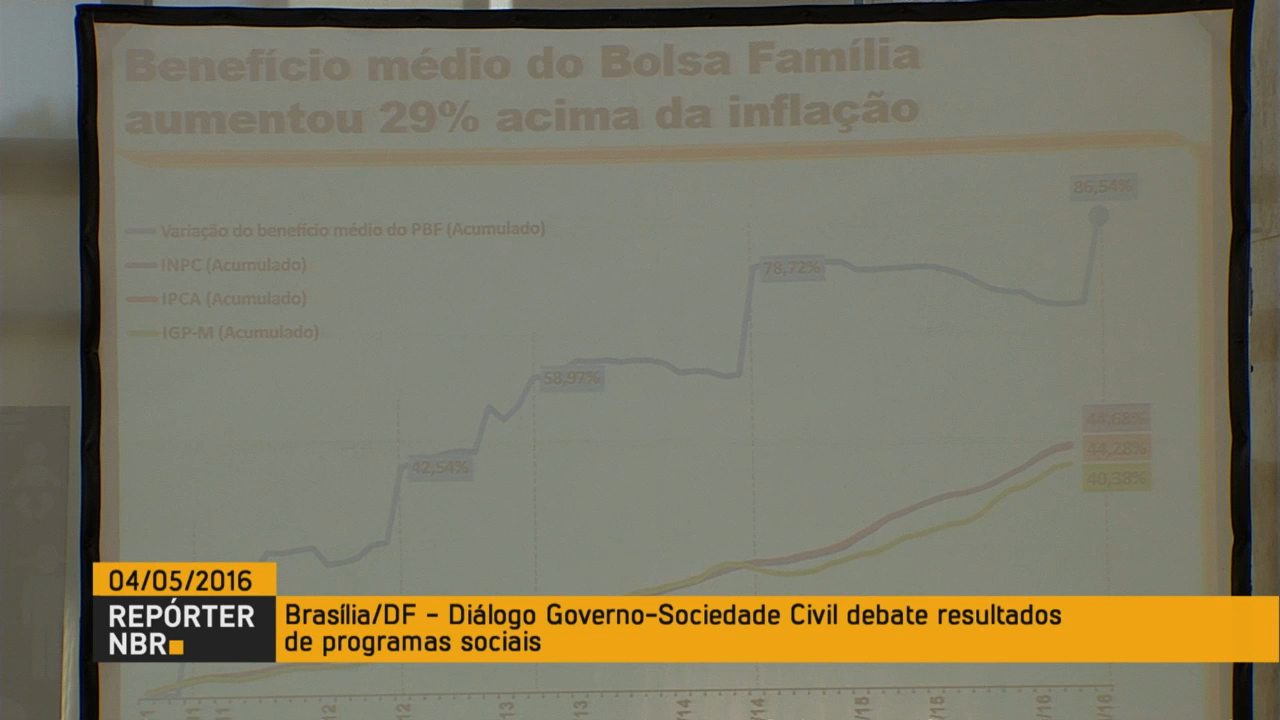 Benefício médio do Bolsa Família
aumentou 29% acima da inflação
86,54%
Variação do benefício médio do PBF (Acumulado)
INPC (Acumulado)
78,72%
IPCA (Acumulado)
IGP-M (Acumulado)
58,97%
44,68%
44,28%
42,54%
40,38%
04/05/2016
REPÓRTER
NBR
Brasília/DF - Diálogo Governo-Sociedade Civil debate resultados
de programas sociais